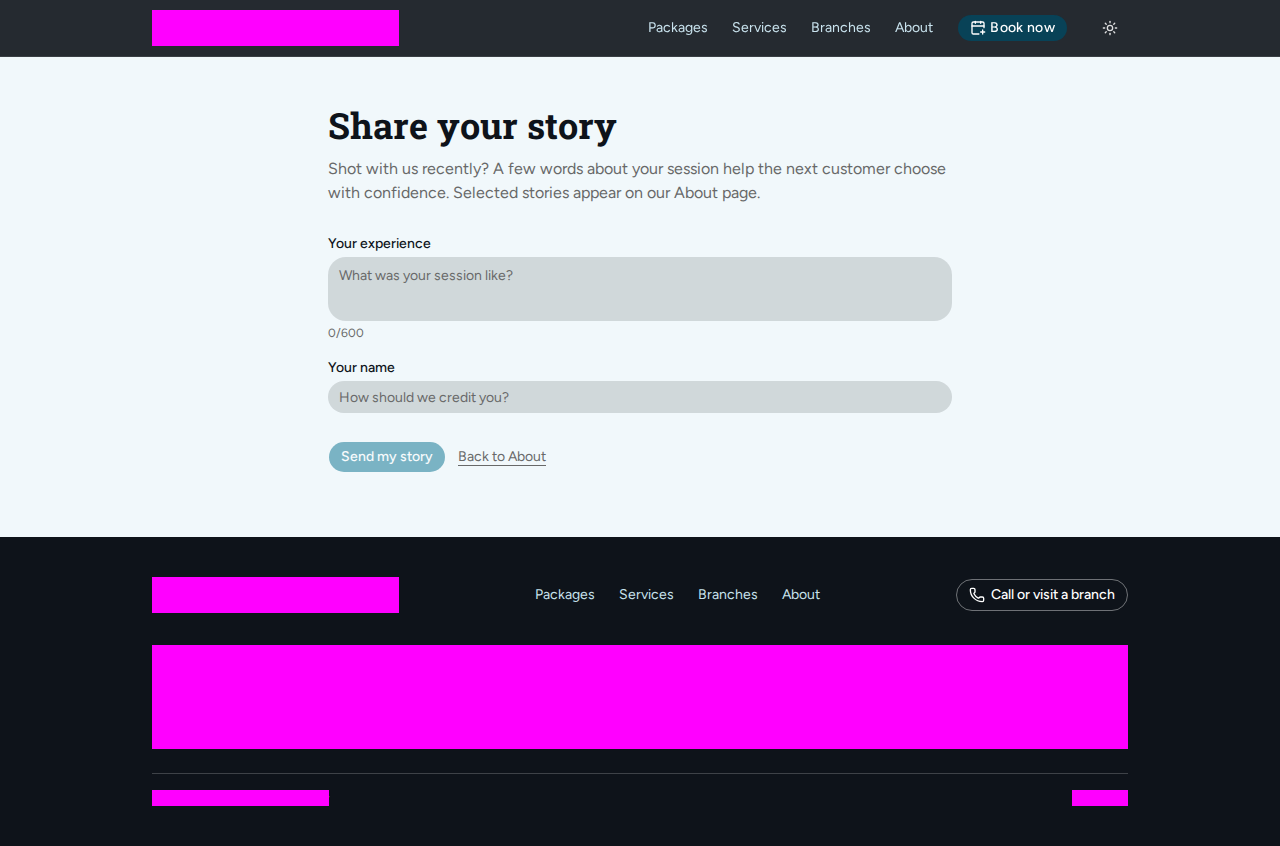 Packages
Services
Branches
About
Book now
Share your story
Shot with us recently? A few words about your session help the next customer choose
with confidence. Selected stories appear on our About page.
Your experience
What was your session like?
0/600
Your name
How should we credit you?
Send my story
Back to About
Packages
Services
Branches
About
Call or visit a branch